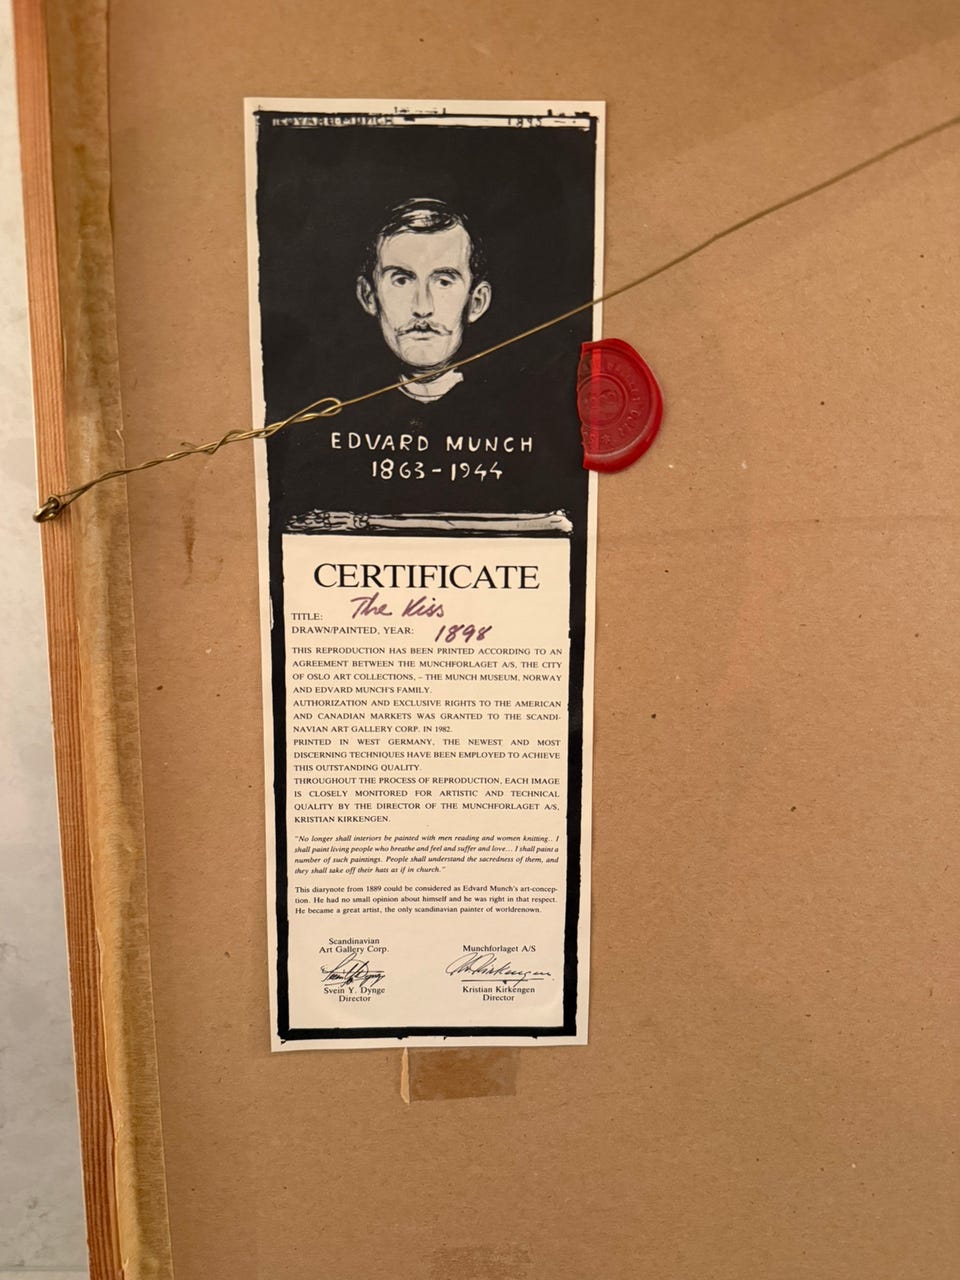 EDVARD MUNCH 1895
EDVARD MUNCH
1863-1944
CERTIFICATE
TITLE: The Kiss
DRAWN/PAINTED, YEAR: 1898
THIS REPRODUCTION HAS BEEN PRINTED ACCORDING TO AN
AGREEMENT BETWEEN THE MUNCHFORLAGET A/S, THE CITY
OF OSLO ART COLLECTIONS, – THE MUNCH MUSEUM, NORWAY
AND EDVARD MUNCH'S FAMILY.
AUTHORIZATION AND EXCLUSIVE RIGHTS TO THE AMERICAN
AND CANADIAN MARKETS WAS GRANTED TO THE SCANDI-
NAVIAN ART GALLERY CORP. IN 1982.
PRINTED IN WEST GERMANY, THE NEWEST AND MOST
DISCERNING TECHNIQUES HAVE BEEN EMPLOYED TO ACHIEVE
THIS OUTSTANDING QUALITY.
THROUGHOUT THE PROCESS OF REPRODUCTION, EACH IMAGE
IS CLOSELY MONITORED FOR ARTISTIC AND TECHNICAL
QUALITY BY THE DIRECTOR OF THE MUNCHFORLAGET A/S,
KRISTIAN KIRKENGEN.
"No longer shall interiors be painted with men reading and women knitting.. I
shall paint living people who breathe and feel and suffer and love... I shall paint a
number of such paintings. People shall understand the sacredness of them, and
they shall take off their hats as if in church."
This diarynote from 1889 could be considered as Edvard Munch's art-concep-
tion. He had no small opinion about himself and he was right in that respect.
He became a great artist, the only scandinavian painter of worldrenown.
Scandinavian
Art Gallery Corp.
Svein Y. Dynge
Director
Munchforlaget A/S
Kristian Kirkengen
Director